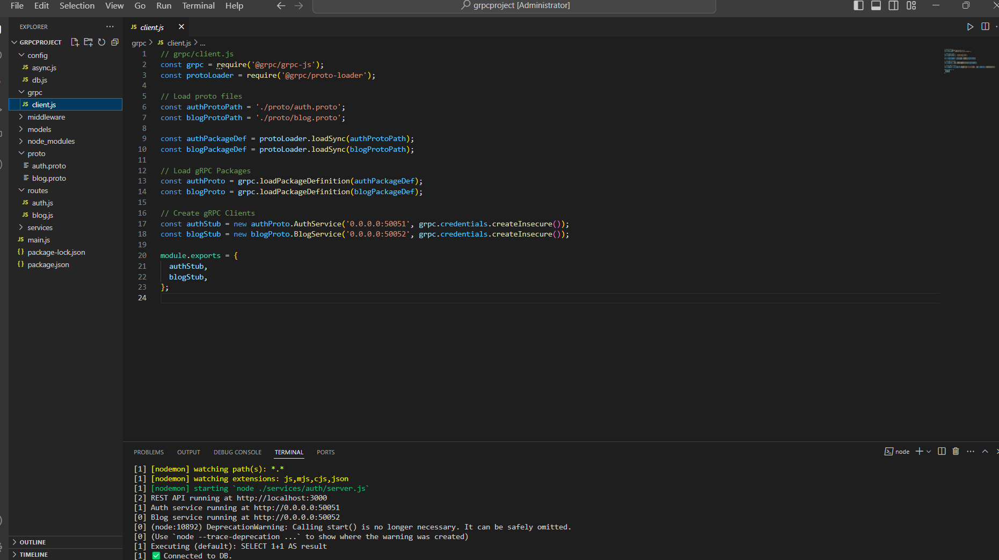 File Edit Selection View Go Run Terminal Help
grpcproject [Administrator]
EXPLORER
GRPCPROJECT
config
JS async.js
JS db.js
grpc
JS client.js
middleware
models
node_modules
proto
auth.proto
blog.proto
routes
JS auth.js
JS blog.js
services
JS main.js
{} package-lock.json
{} package.json
OUTLINE
TIMELINE
JS client.js
grpc > JS client.js > ...
1 // grpc/client.js
2 const grpc = require('@grpc/grpc-js');
3 const protoLoader = require('@grpc/proto-loader');
4
5 // Load proto files
6 const authProtoPath = './proto/auth.proto';
7 const blogProtoPath = './proto/blog.proto';
8
9 const authPackageDef = protoLoader.loadSync(authProtoPath);
10 const blogPackageDef = protoLoader.loadSync(blogProtoPath);
11
12 // Load gRPC Packages
13 const authProto = grpc.loadPackageDefinition(authPackageDef);
14 const blogProto = grpc.loadPackageDefinition(blogPackageDef);
15
16 // Create gRPC Clients
17 const authStub = new authProto.AuthService('0.0.0.0:50051', grpc.credentials.createInsecure());
18 const blogStub = new blogProto.BlogService('0.0.0.0:50052', grpc.credentials.createInsecure());
19
20 module.exports = {
21 authStub,
22 blogStub,
23 };
24
PROBLEMS OUTPUT DEBUG CONSOLE TERMINAL PORTS
node
[1] [nodemon] watching path(s): *.*
[1] [nodemon] watching extensions: js,mjs,cjs,json
[1] [nodemon] starting `node ./services/auth/server.js`
[2] REST API running at http://localhost:3000
[1] Auth service running at http://0.0.0.0:50051
[0] Blog service running at http://0.0.0.0:50052
[0] (node:10892) DeprecationWarning: Calling start() is no longer necessary. It can be safely omitted.
[0] (Use `node --trace-deprecation ...` to show where the warning was created)
[1] Executing (default): SELECT 1+1 AS result
[1] ✅ Connected to DB.